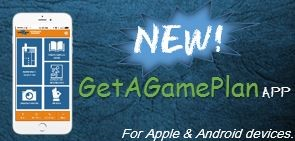 NEW!
GetAGamePlan APP
For Apple & Android devices.